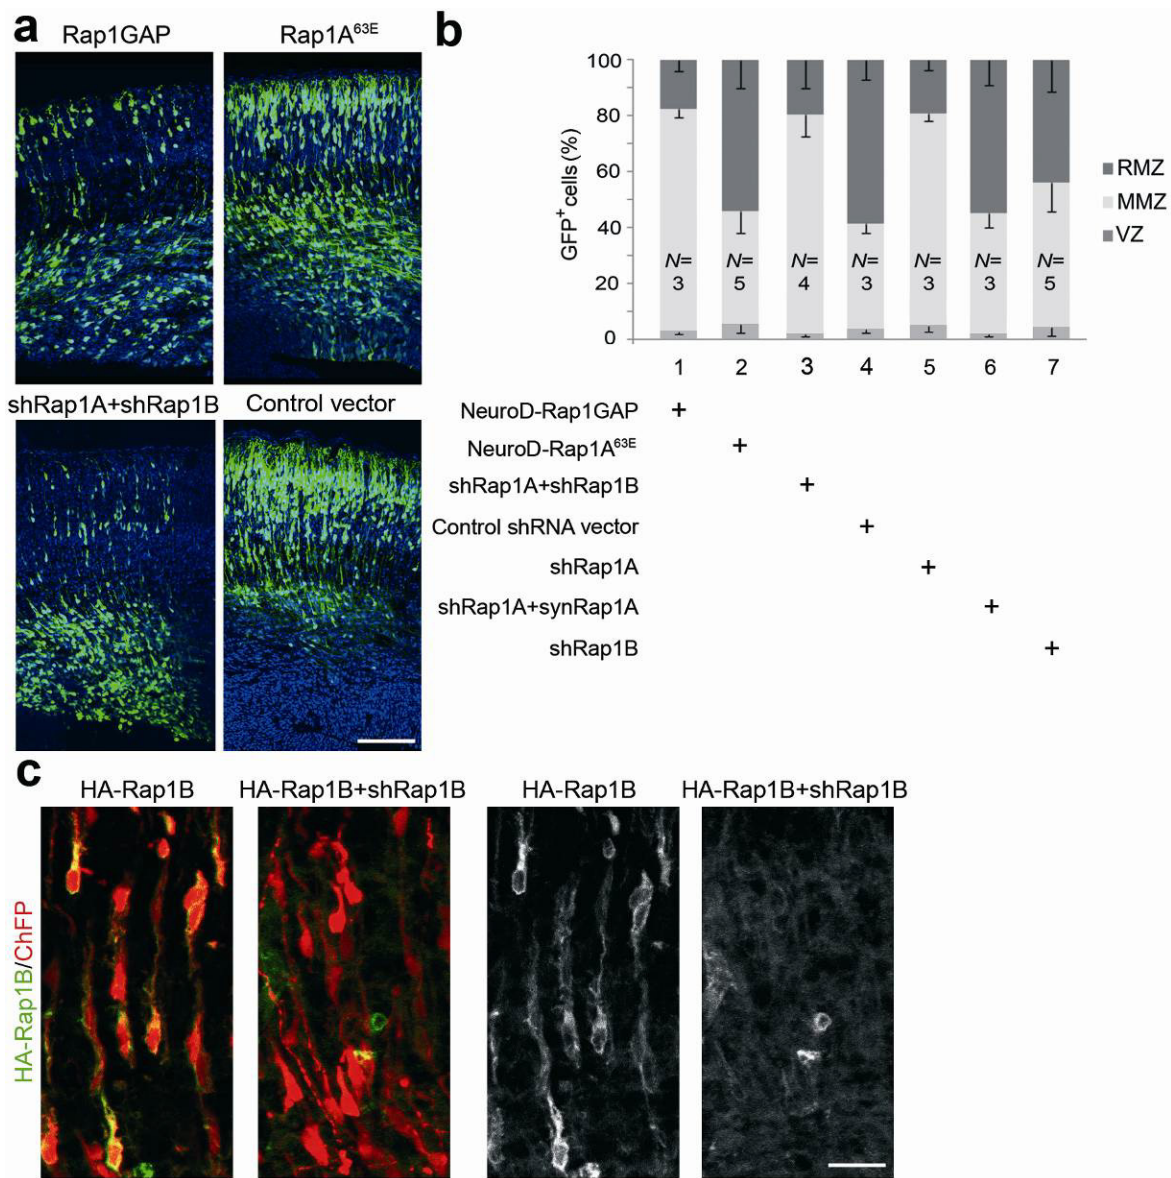 a
Rap1GAP
Rap1A63E
shRap1A+shRap1B
Control vector
b
GFP+ cells (%)
100
80
60
40
20
0
N=
3
N=
5
N=
4
N=
3
N=
3
N=
3
N=
5
RMZ
MMZ
VZ
1 2 3 4 5 6 7
NeuroD-Rap1GAP +
NeuroD-Rap1A63E +
shRap1A+shRap1B +
Control shRNA vector +
shRap1A +
shRap1A+synRap1A +
shRap1B +
c
HA-Rap1B HA-Rap1B+shRap1B HA-Rap1B HA-Rap1B+shRap1B
HA-Rap1B/ChFP